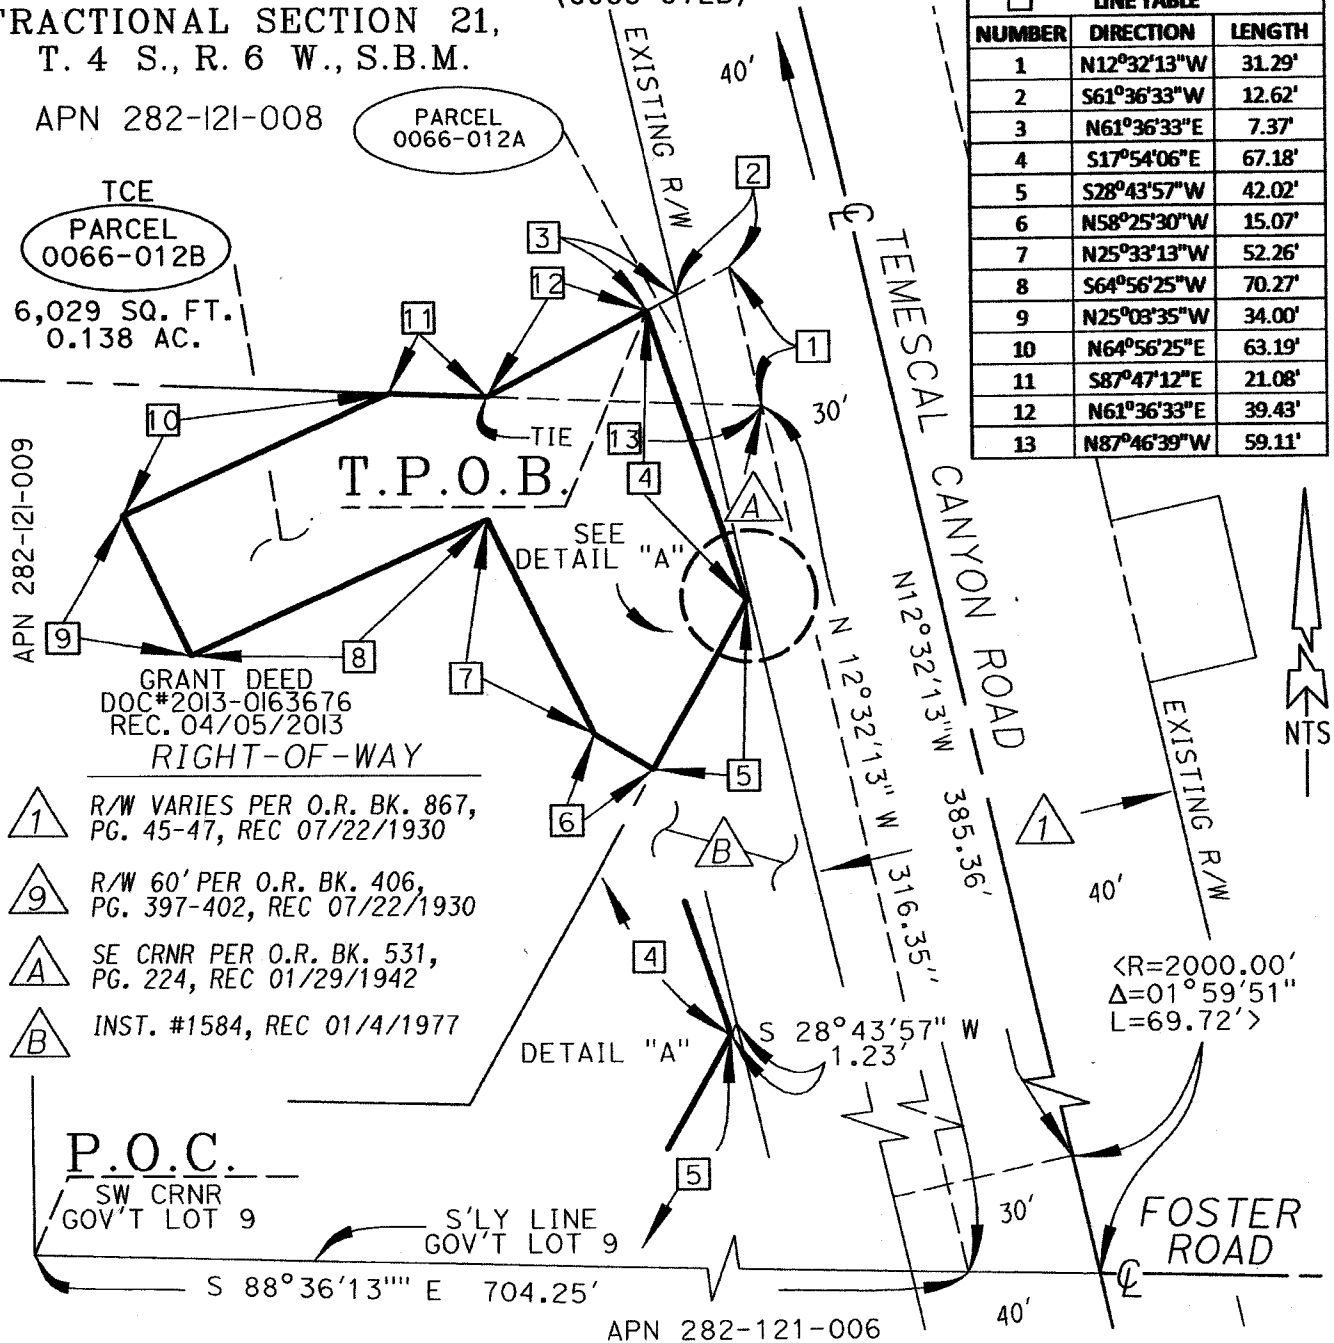 FRACTIONAL SECTION 21,
T. 4 S., R. 6 W., S.B.M.
APN 282-121-008
PARCEL
0066-012A
TCE
PARCEL
0066-012B
6,029 SQ. FT.
0.138 AC.
EXISTING R/W
40'
LINE TABLE
NUMBER DIRECTION LENGTH
1 N12°32'13"W 31.29'
2 S61°36'33"W 12.62'
3 N61°36'33"E 7.37'
4 S17°54'06"E 67.18'
5 S28°43'57"W 42.02'
6 N58°25'30"W 15.07'
7 N25°33'13"W 52.26'
8 S64°56'25"W 70.27'
9 N25°03'35"W 34.00'
10 N64°56'25"E 63.19'
11 S87°47'12"E 21.08'
12 N61°36'33"E 39.43'
13 N87°46'39"W 59.11'
2
3
12
11
1
10
30'
TIE
13
4
T.P.O.B.
A
SEE
DETAIL "A"
APN 282-121-009
9
8
7
5
6
TEMESCAL CANYON ROAD
N12°32'13"W 385.36'
N 12°32'13" W 316.35''
EXISTING R/W
NTS
GRANT DEED
DOC#2013-0163676
REC. 04/05/2013
RIGHT-OF-WAY
1 R/W VARIES PER O.R. BK. 867,
PG. 45-47, REC 07/22/1930
9 R/W 60' PER O.R. BK. 406,
PG. 397-402, REC 07/22/1930
A SE CRNR PER O.R. BK. 531,
PG. 224, REC 01/29/1942
B INST. #1584, REC 01/4/1977
B
1
40'
4
DETAIL "A"
S 28°43'57" W
1.23'
5
<R=2000.00'
Δ=01°59'51"
L=69.72'>
P.O.C.
SW CRNR
GOV'T LOT 9
S'LY LINE
GOV'T LOT 9
S 88°36'13"" E 704.25'
30'
FOSTER
ROAD
40'
APN 282-121-006